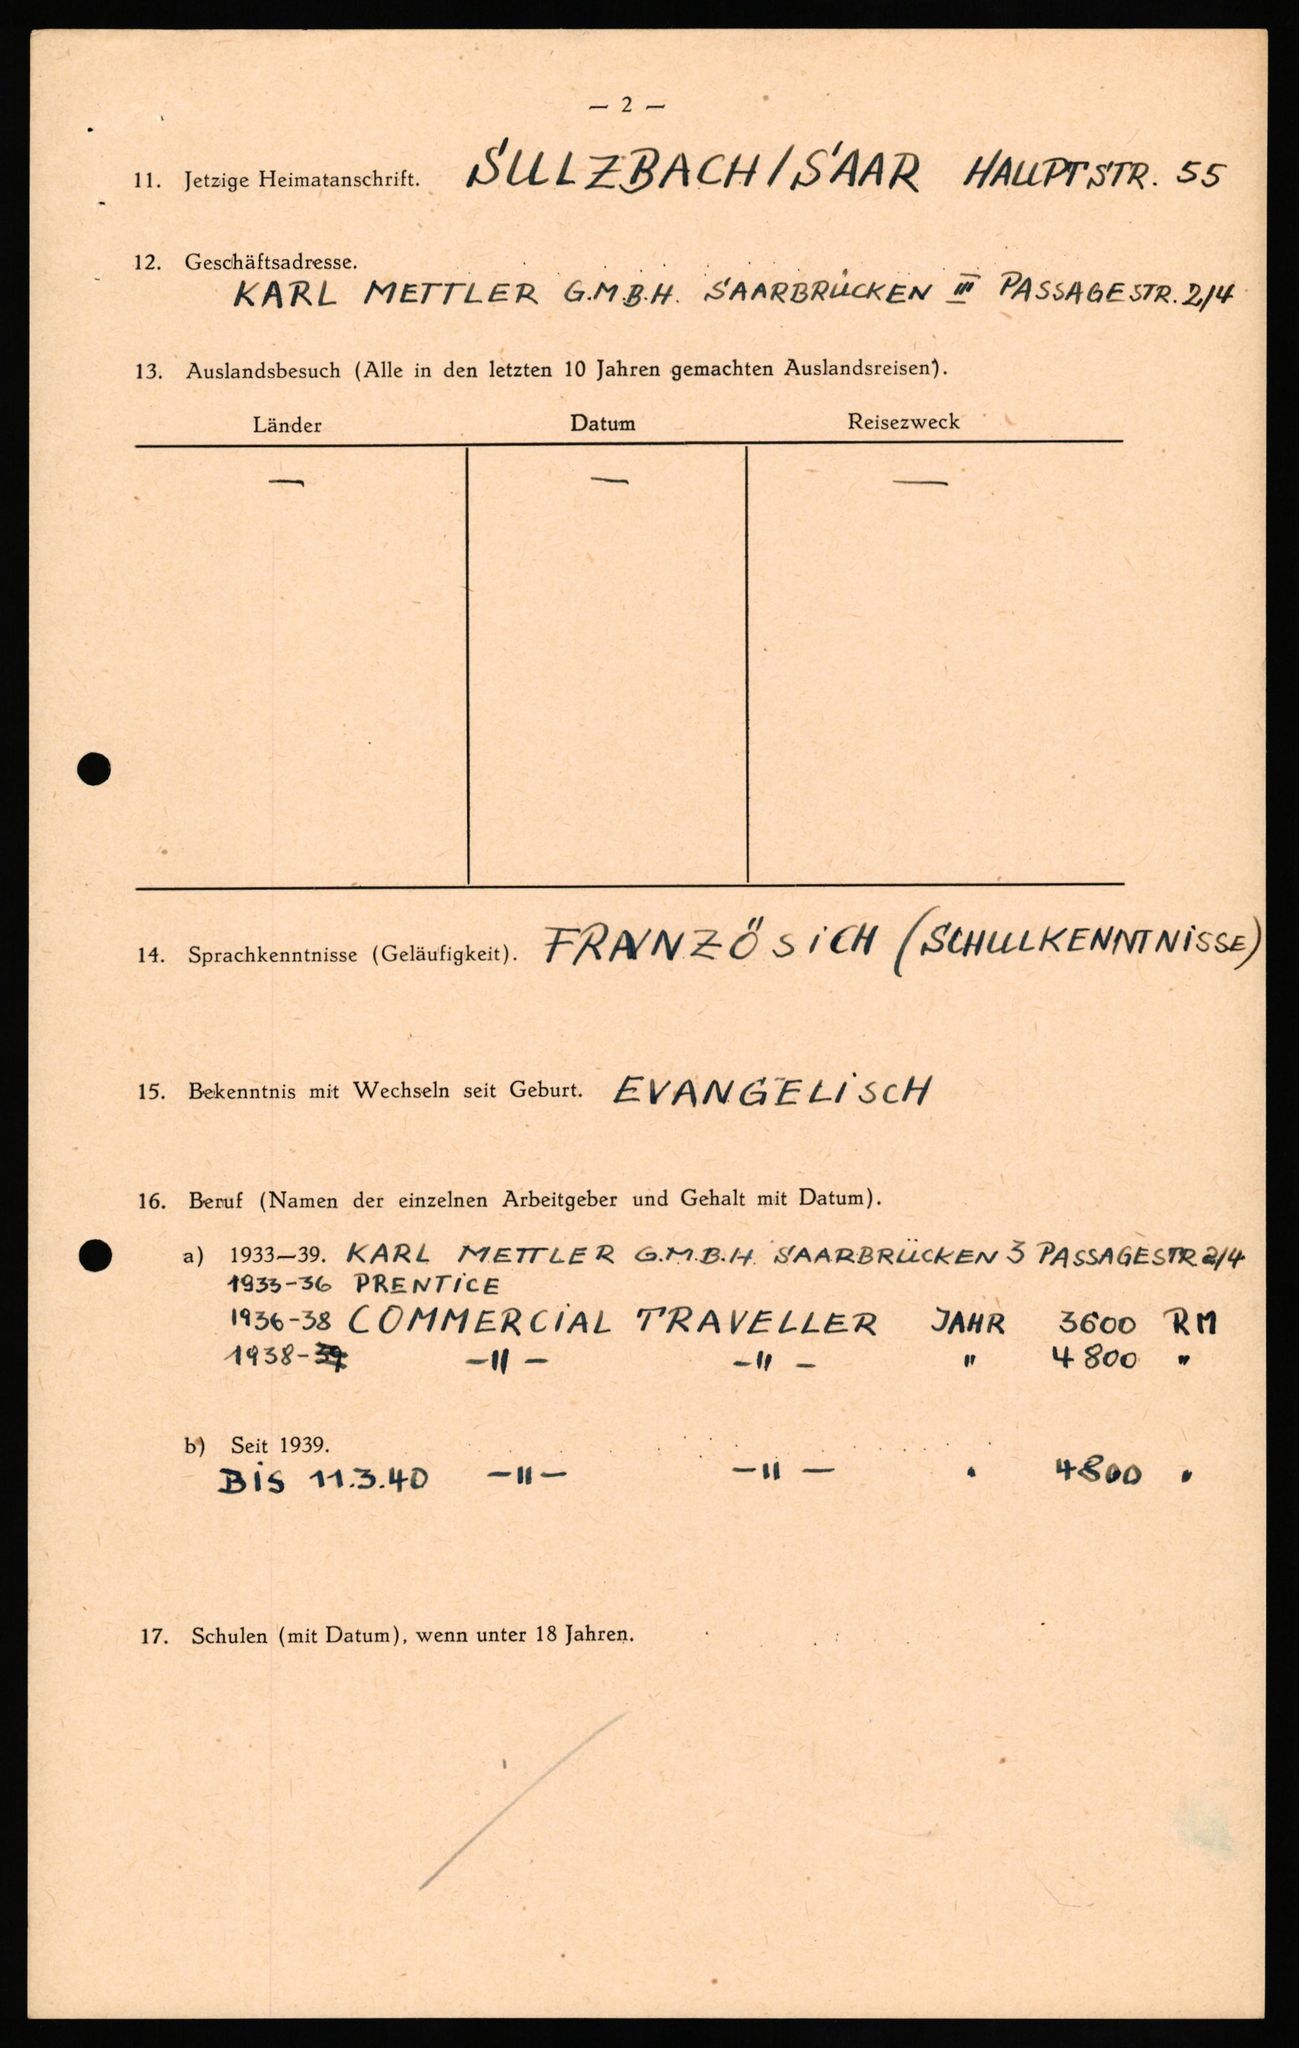 — 2 —
11. Jetzige Heimatanschrift. SULZBACH/SAAR HAUPTSTR. 55
12. Geschäftsadresse.
KARL METTLER G.M.B.H. SAARBRÜCKEN III PASSAGESTR. 2/4
13. Auslandsbesuch (Alle in den letzten 10 Jahren gemachten Auslandsreisen).
Länder Datum Reisezweck
— — —
14. Sprachkenntnisse (Geläufigkeit). FRANZÖSICH (SCHULKENNTNISSE)
15. Bekenntnis mit Wechseln seit Geburt. EVANGELISCH
16. Beruf (Namen der einzelnen Arbeitgeber und Gehalt mit Datum).
a) 1933—39. KARL METTLER G.M.B.H. SAARBRÜCKEN 3 PASSAGESTR. 2/4
1933-36 PRENTICE
1936-38 COMMERCIAL TRAVELLER JAHR 3600 RM
1938-39 -"- -"- " 4800 "
b) Seit 1939.
BIS 11.3.40 -"- -"- " 4800 "
17. Schulen (mit Datum), wenn unter 18 Jahren.